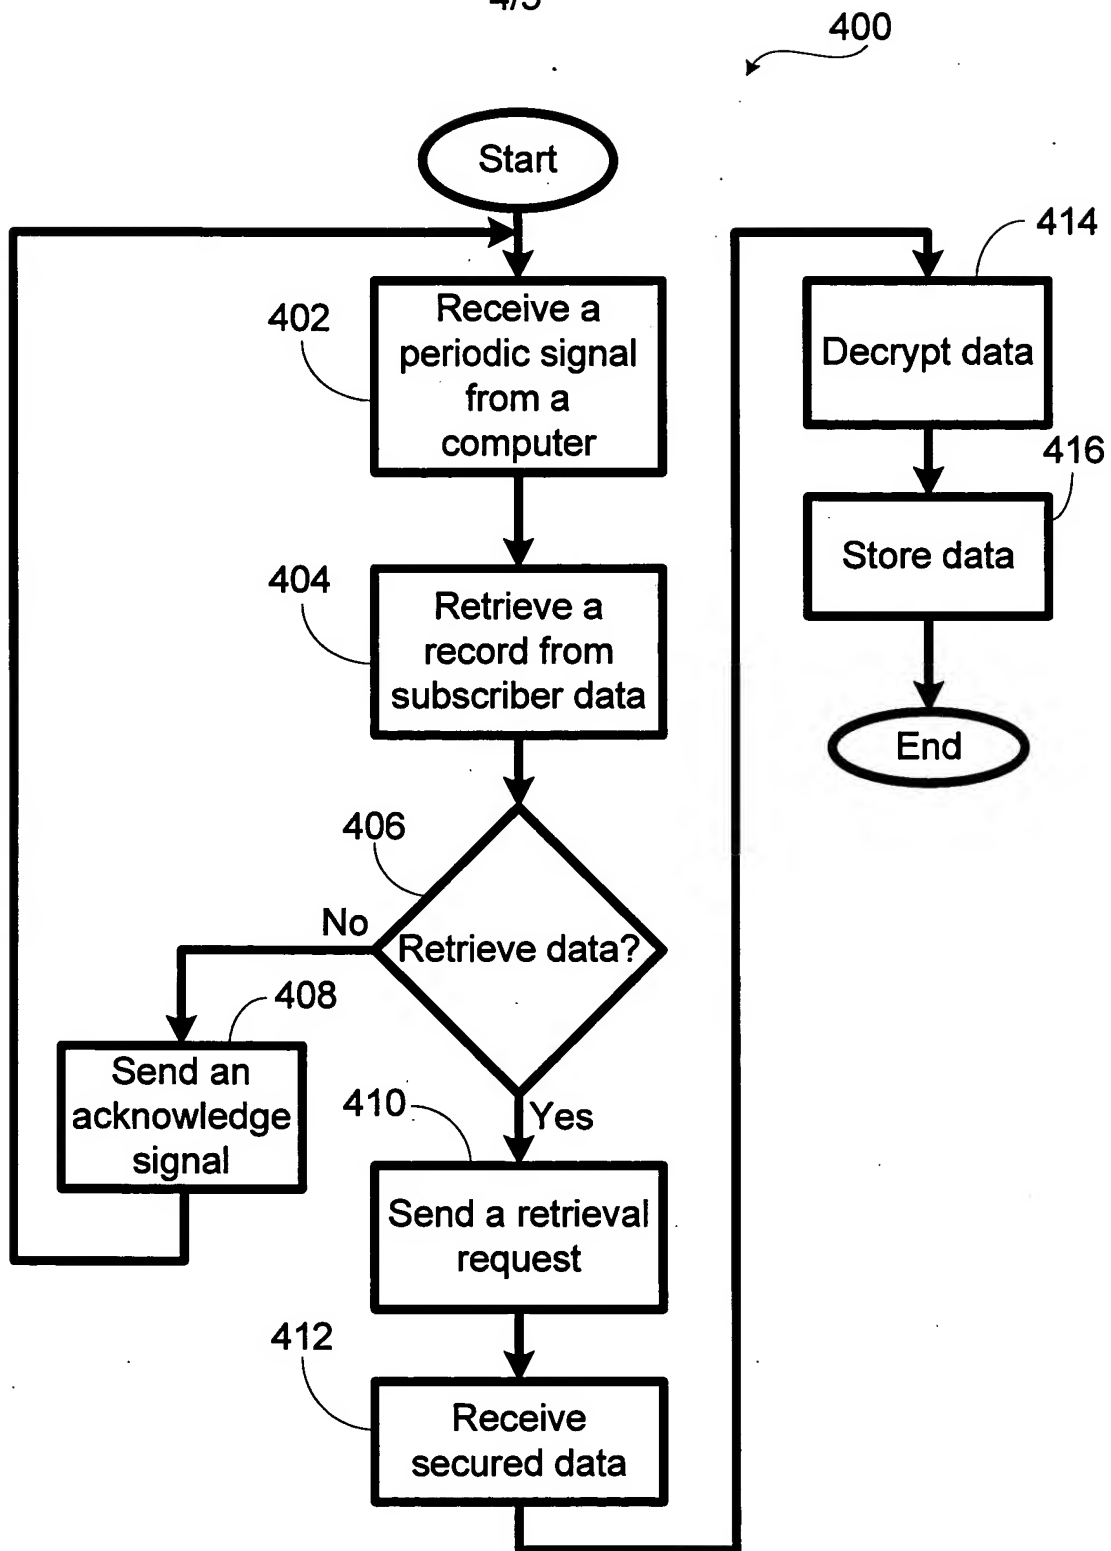 400
Start
402
Receive a
periodic signal
from a
computer
404
Retrieve a
record from
subscriber data
406
Retrieve data?
No
408
Send an
acknowledge
signal
Yes
410
Send a retrieval
request
412
Receive
secured data
414
Decrypt data
416
Store data
End